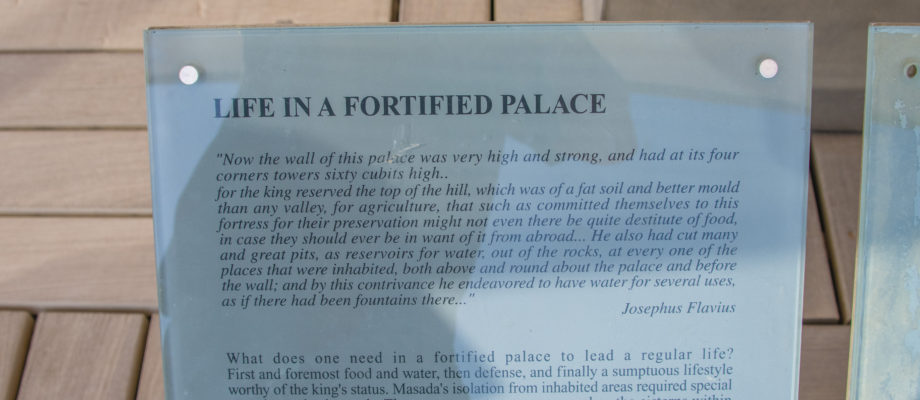 LIFE IN A FORTIFIED PALACE
"Now the wall of this palace was very high and strong, and had at its four
corners towers sixty cubits high..
for the king reserved the top of the hill, which was of a fat soil and better mould
than any valley, for agriculture, that such as committed themselves to this
fortress for their preservation might not even there be quite destitute of food,
in case they should ever be in want of it from abroad... He also had cut many
and great pits, as reservoirs for water, out of the rocks, at every one of the
places that were inhabited, both above and round about the palace and before
the wall; and by this contrivance he endeavored to have water for several uses,
as if there had been fountains there..."
Josephus Flavius
What does one need in a fortified palace to lead a regular life?
First and foremost food and water, then defense, and finally a sumptuous lifestyle
worthy of the king's status. Masada's isolation from inhabited areas required special